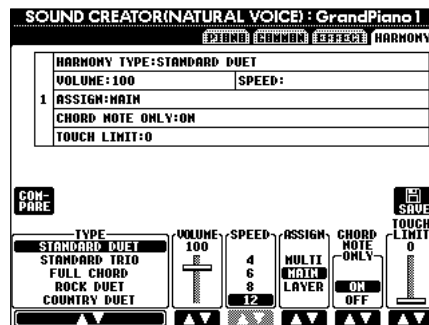 SOUND CREATOR(NATURAL VOICE) : GrandPiano1
PIANO COMMON EFFECT HARMONY
HARMONY TYPE:STANDARD DUET
VOLUME:100 SPEED:
1 ASSIGN:MAIN
CHORD NOTE ONLY:ON
TOUCH LIMIT:0
COM-
PARE
SAVE
TYPE
STANDARD DUET
STANDARD TRIO
FULL CHORD
ROCK DUET
COUNTRY DUET
VOLUME
100
SPEED
4
6
8
12
ASSIGN
MULTI
MAIN
LAYER
CHORD
NOTE
ONLY
ON
OFF
TOUCH
LIMIT
0